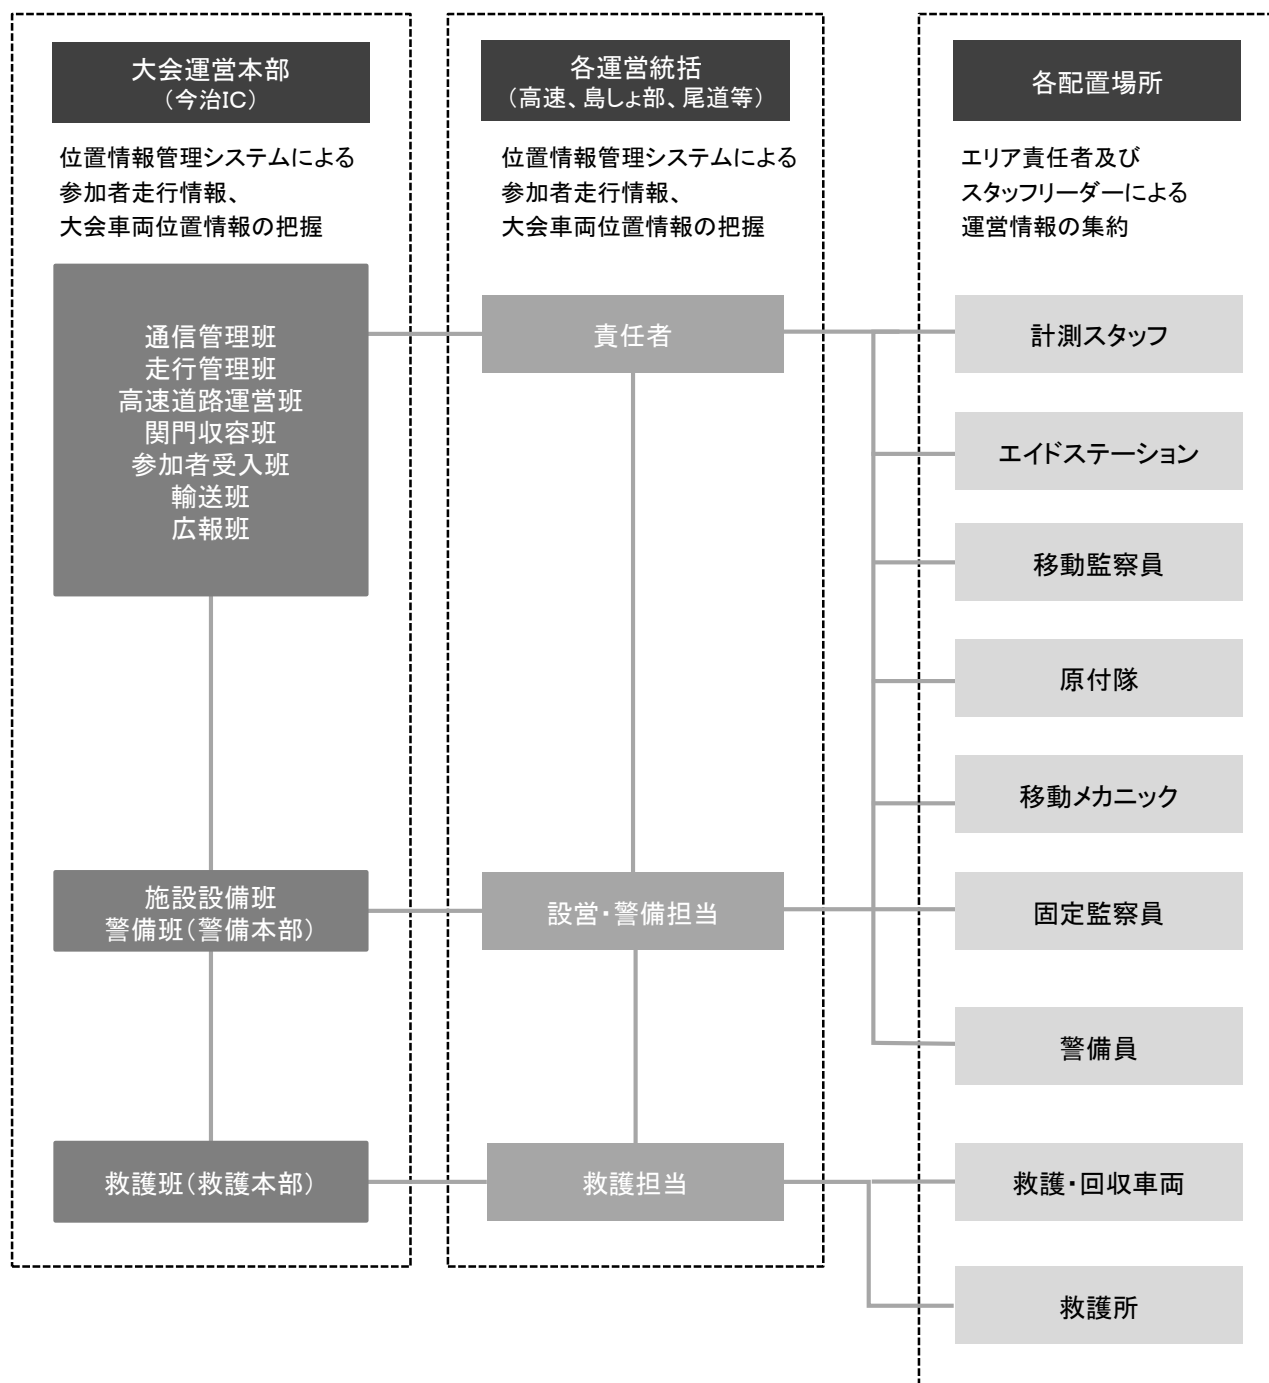 大会運営本部
（今治IC）
位置情報管理システムによる
参加者走行情報、
大会車両位置情報の把握
通信管理班
走行管理班
高速道路運営班
関門収容班
参加者受入班
輸送班
広報班
施設設備班
警備班（警備本部）
救護班（救護本部）
各運営統括
（高速、島しょ部、尾道等）
位置情報管理システムによる
参加者走行情報、
大会車両位置情報の把握
責任者
設営・警備担当
救護担当
各配置場所
エリア責任者及び
スタッフリーダーによる
運営情報の集約
計測スタッフ
エイドステーション
移動監察員
原付隊
移動メカニック
固定監察員
警備員
救護・回収車両
救護所